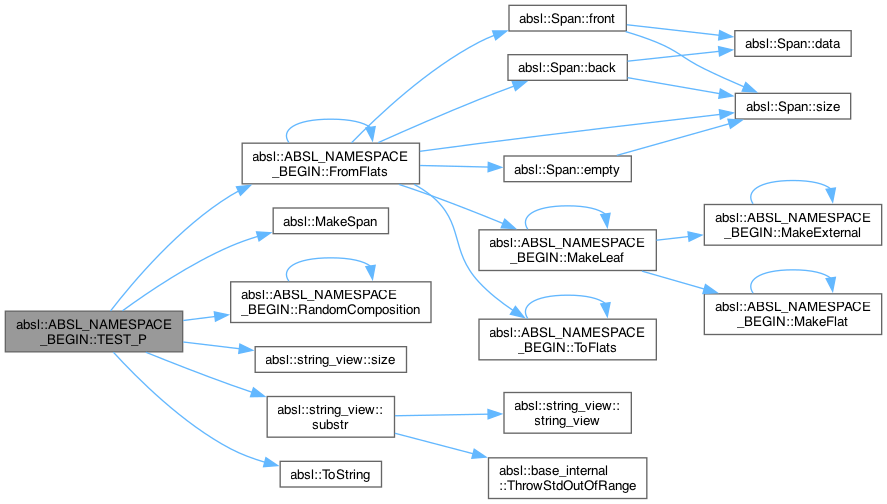 absl::Span::front
absl::Span::data
absl::Span::back
absl::Span::size
absl::ABSL_NAMESPACE
_BEGIN::FromFlats
absl::Span::empty
absl::MakeSpan
absl::ABSL_NAMESPACE
_BEGIN::MakeExternal
absl::ABSL_NAMESPACE
_BEGIN::MakeLeaf
absl::ABSL_NAMESPACE
_BEGIN::RandomComposition
absl::ABSL_NAMESPACE
_BEGIN::MakeFlat
absl::ABSL_NAMESPACE
_BEGIN::TEST_P
absl::ABSL_NAMESPACE
_BEGIN::ToFlats
absl::string_view::size
absl::string_view::
substr
absl::string_view::
string_view
absl::ToString
absl::base_internal
::ThrowStdOutOfRange